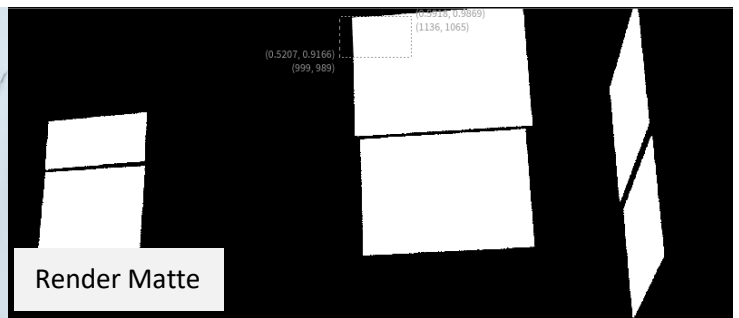 (0.5918, 0.9869)
(1136, 1065)
(0.5207, 0.9166)
(999, 989)
Render Matte